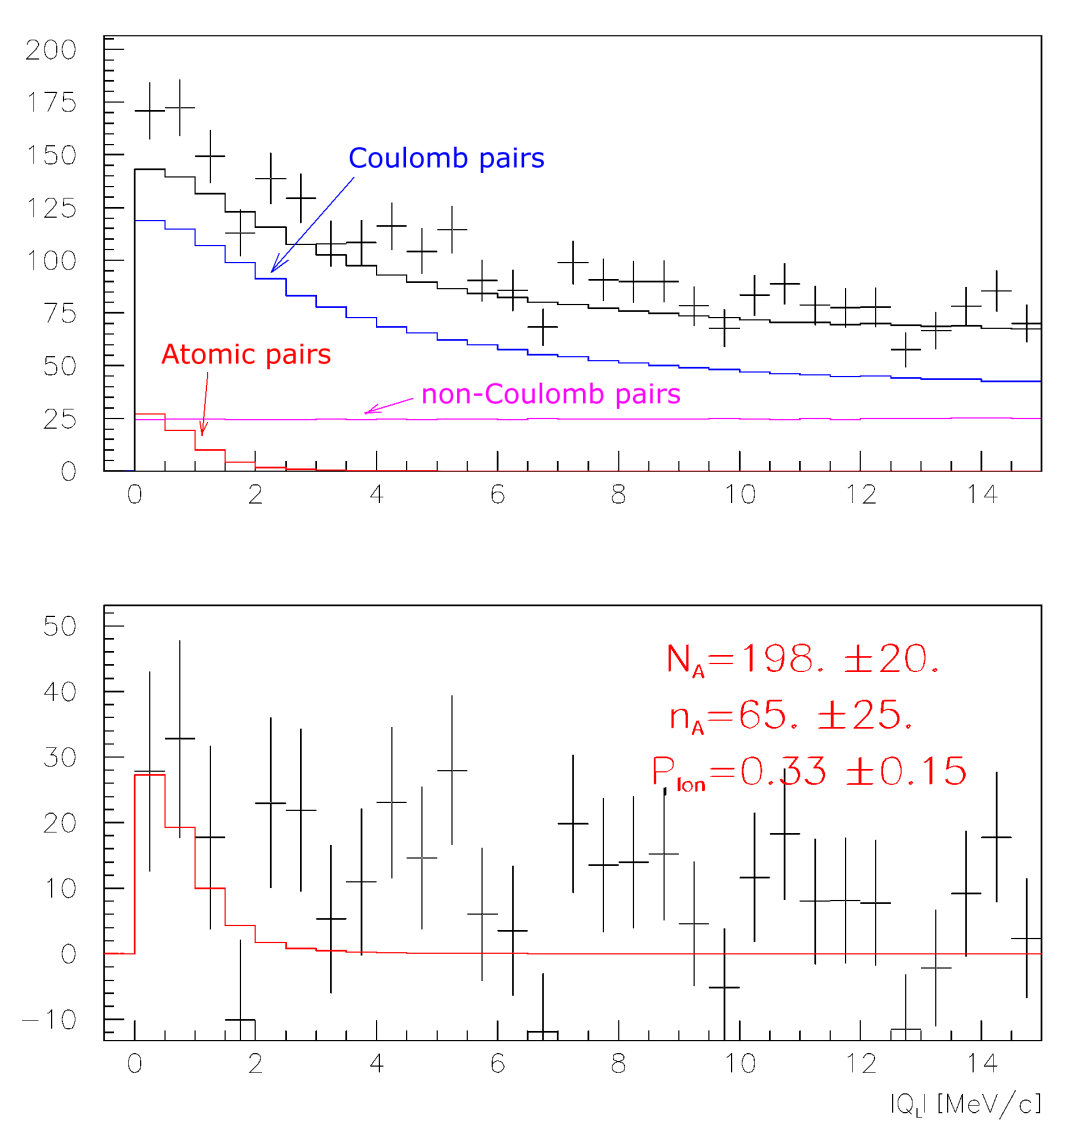 200
175
150
125
100
75
50
25
0
Coulomb pairs
Atomic pairs
non-Coulomb pairs
0 2 4 6 8 10 12 14
50
40
30
20
10
0
−10
N_A=198. ±20.
n_A=65. ±25.
P_Ion=0.33 ±0.15
0 2 4 6 8 10 12 14
|Q_L| [MeV/c]